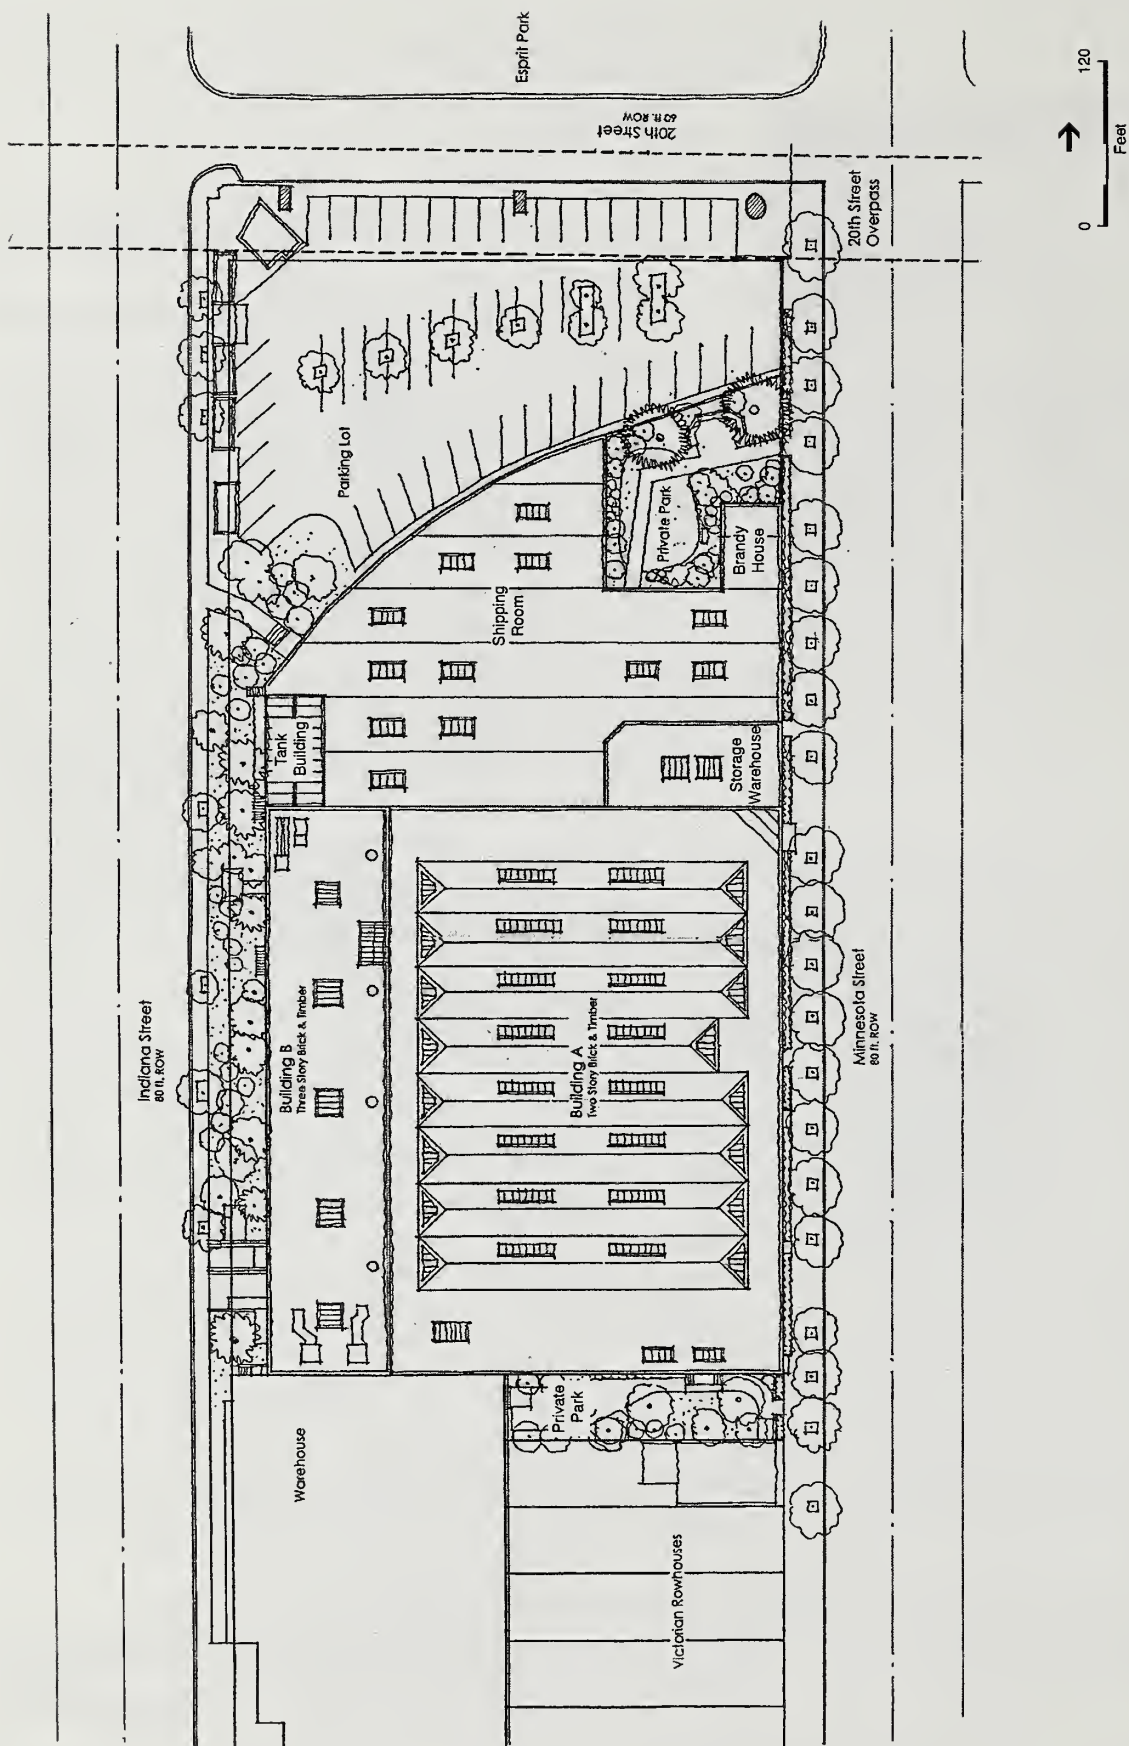 Esprit Park
20th Street
60 ft. ROW
20th Street
Overpass
0
120
Feet
Parking Lot
Private Park
Brandy
House
Shipping
Room
Tank
Building
Storage
Warehouse
Indiana Street
80 ft. ROW
Building B
Three Story Brick & Timber
Building A
Two Story Brick & Timber
Minnesota Street
80 ft. ROW
Private
Park
Warehouse
Victorian Rowhouses